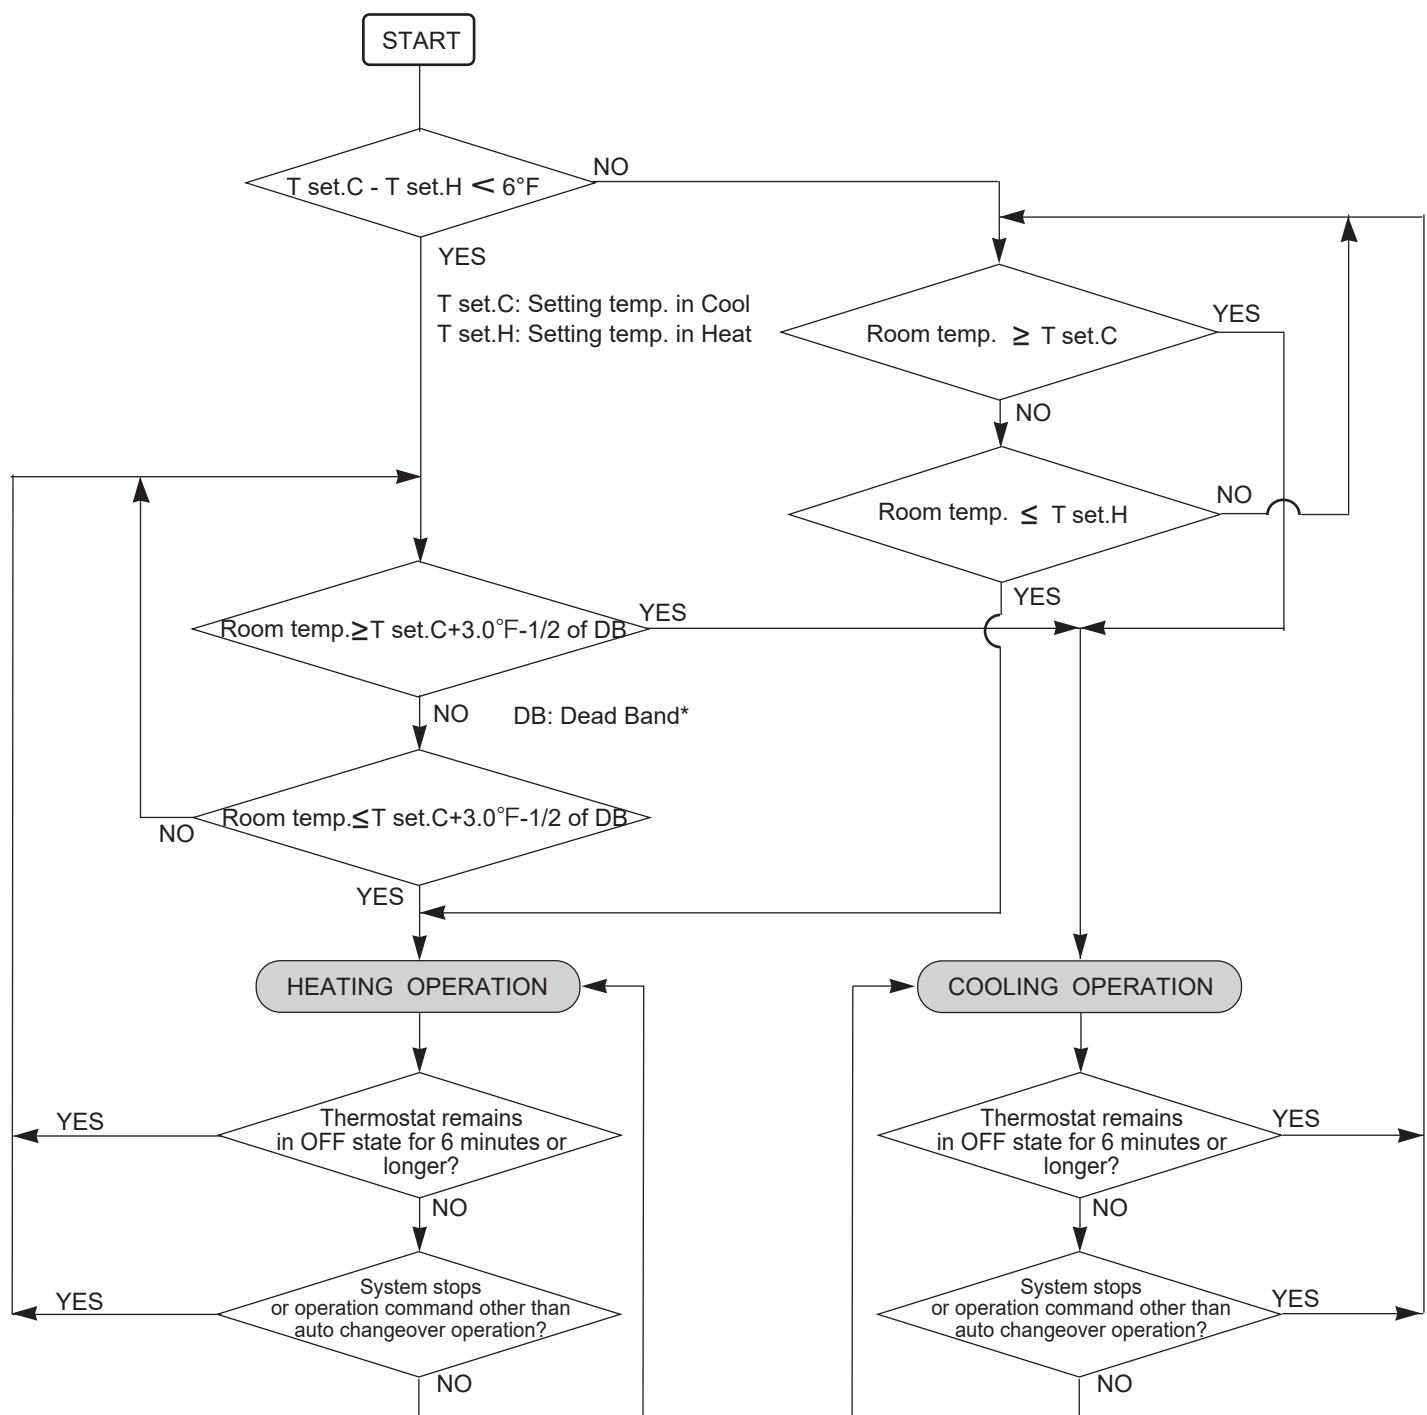 START
T set.C - T set.H < 6°F
NO
YES
T set.C: Setting temp. in Cool
T set.H: Setting temp. in Heat
Room temp. ≥ T set.C
YES
NO
Room temp. ≤ T set.H
NO
YES
Room temp.≥T set.C+3.0°F-1/2 of DB
YES
NO
DB: Dead Band*
Room temp.≤T set.C+3.0°F-1/2 of DB
NO
YES
HEATING OPERATION
COOLING OPERATION
Thermostat remains
in OFF state for 6 minutes or
longer?
YES
NO
Thermostat remains
in OFF state for 6 minutes or
longer?
YES
NO
System stops
or operation command other than
auto changeover operation?
YES
NO
System stops
or operation command other than
auto changeover operation?
YES
NO